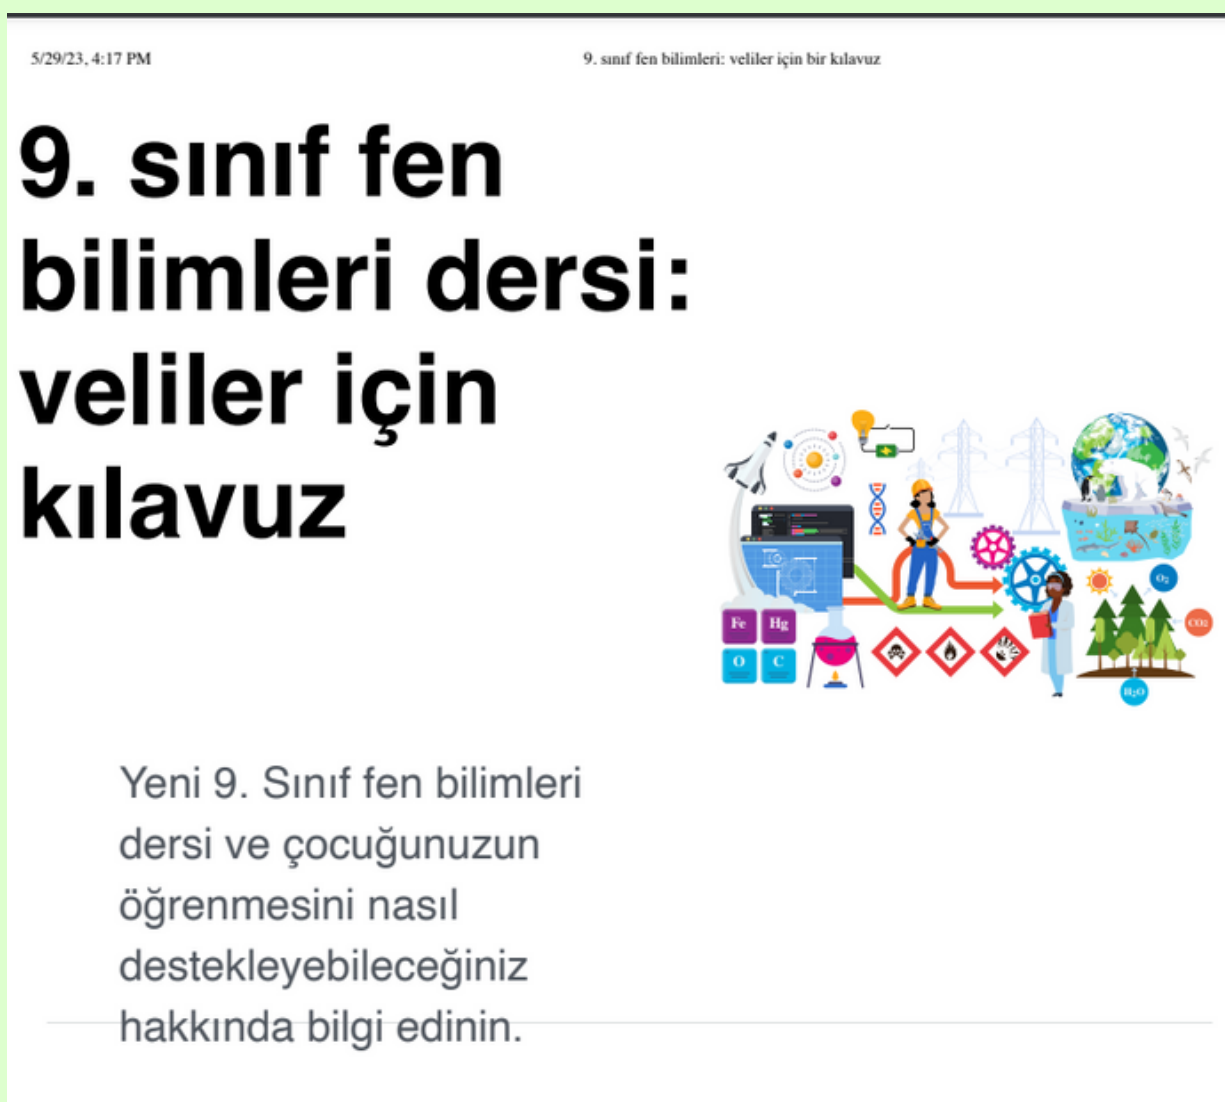 5/29/23, 4:17 PM
9. sınıf fen bilimleri: veliler için bir kılavuz
9. sınıf fen
bilimleri dersi:
veliler için
kılavuz
Fe
Hg
O
C
O₂
CO2
H₂O
Yeni 9. Sınıf fen bilimleri
dersi ve çocuğunuzun
öğrenmesini nasıl
destekleyebileceğiniz
hakkında bilgi edinin.